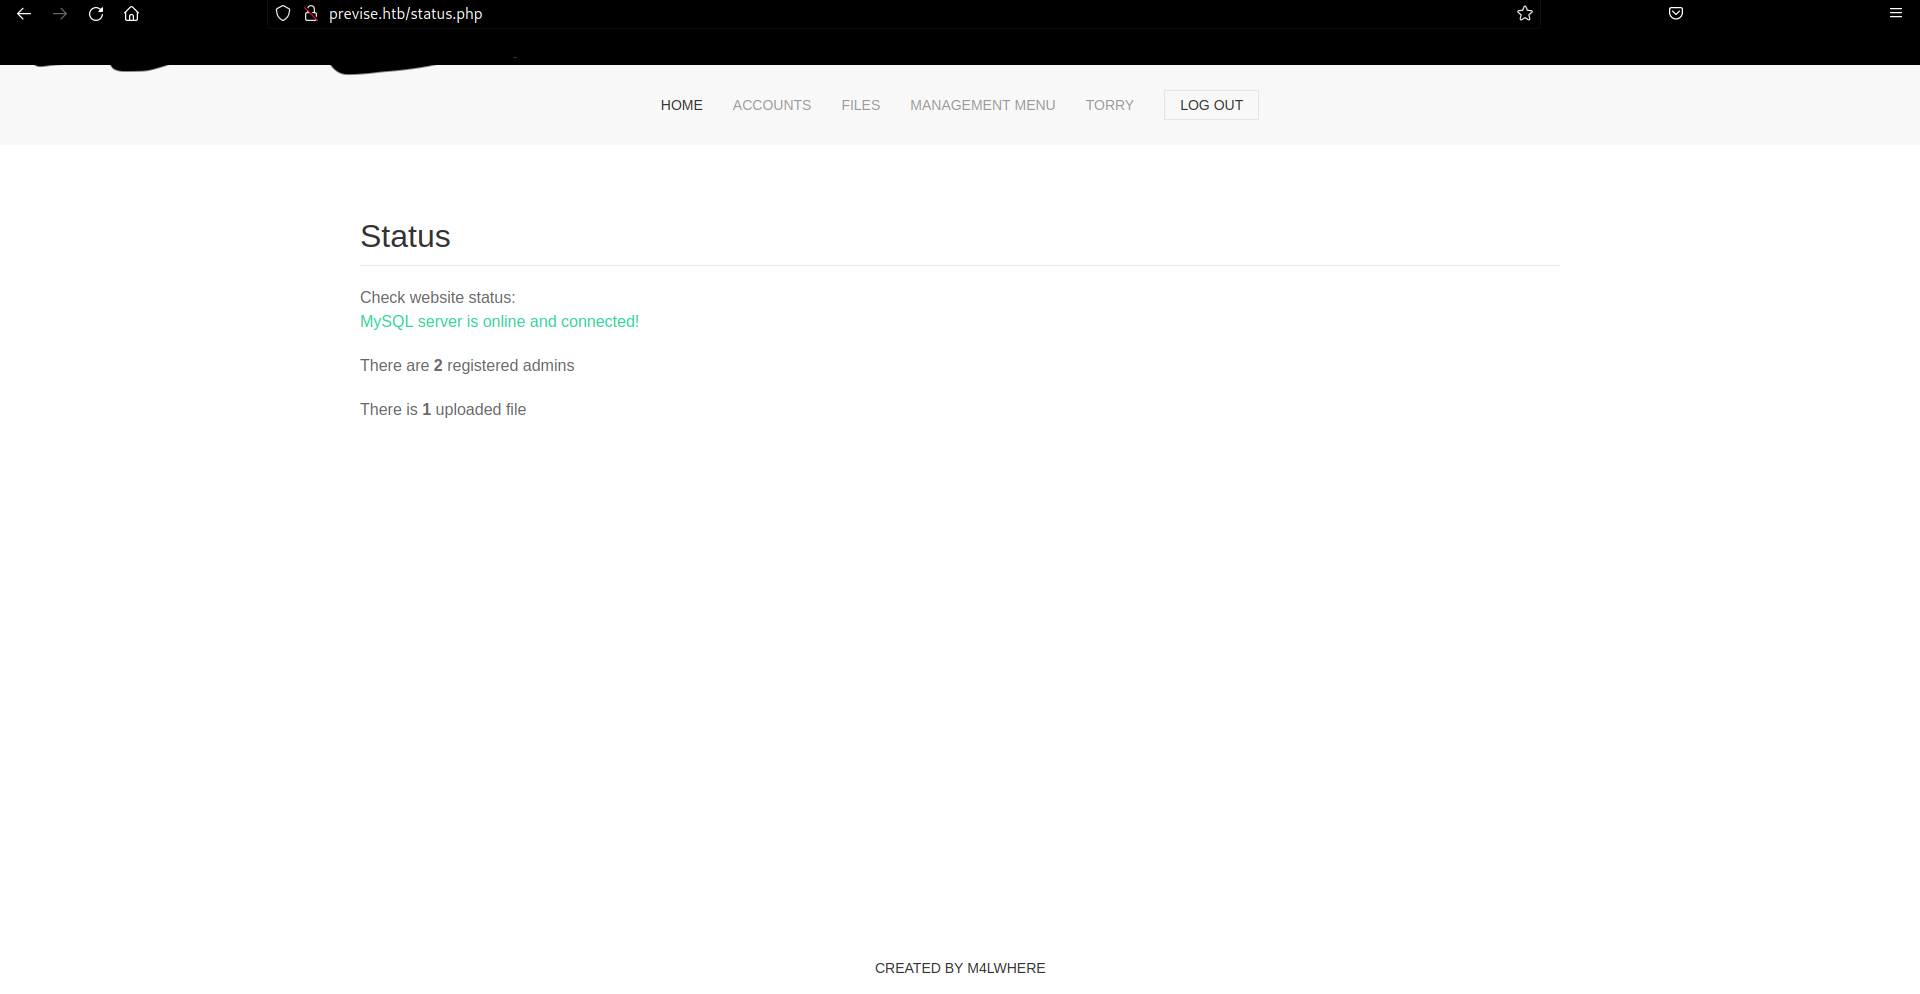 previse.htb/status.php
HOME ACCOUNTS FILES MANAGEMENT MENU TORRY LOG OUT
Status
Check website status:
MySQL server is online and connected!
There are 2 registered admins
There is 1 uploaded file
CREATED BY M4LWHERE